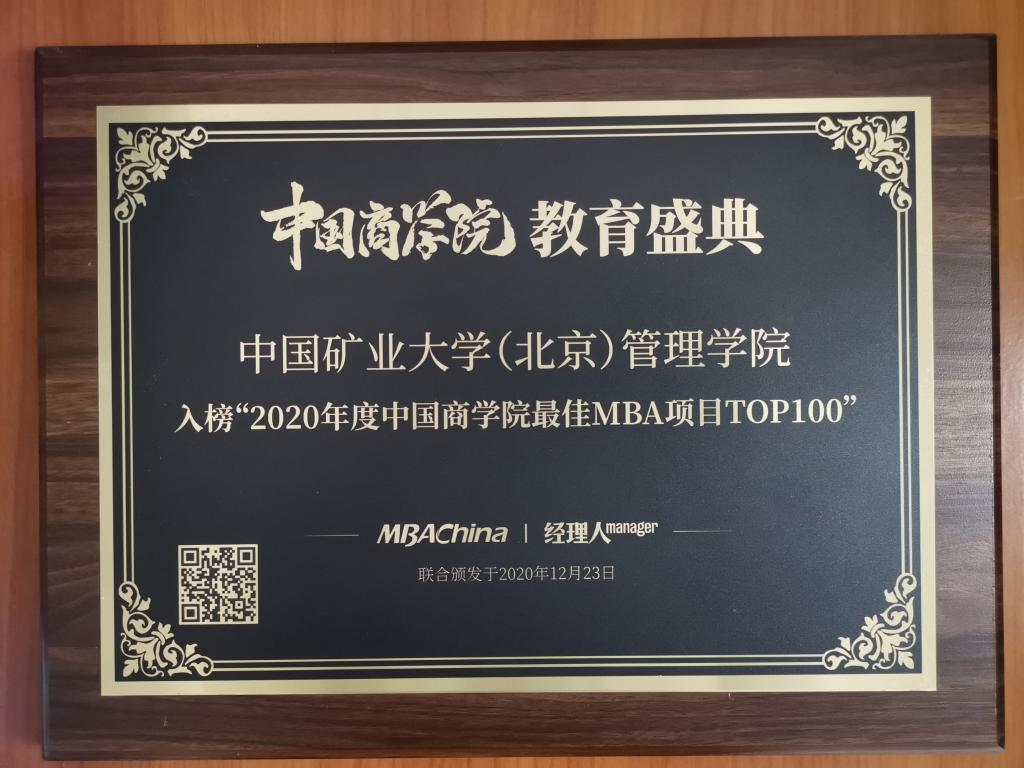 中国商学院 教育盛典
中国矿业大学（北京）管理学院
入榜“2020年度中国商学院最佳MBA项目TOP100”
MBAChina | 经理人manager
联合颁发于2020年12月23日